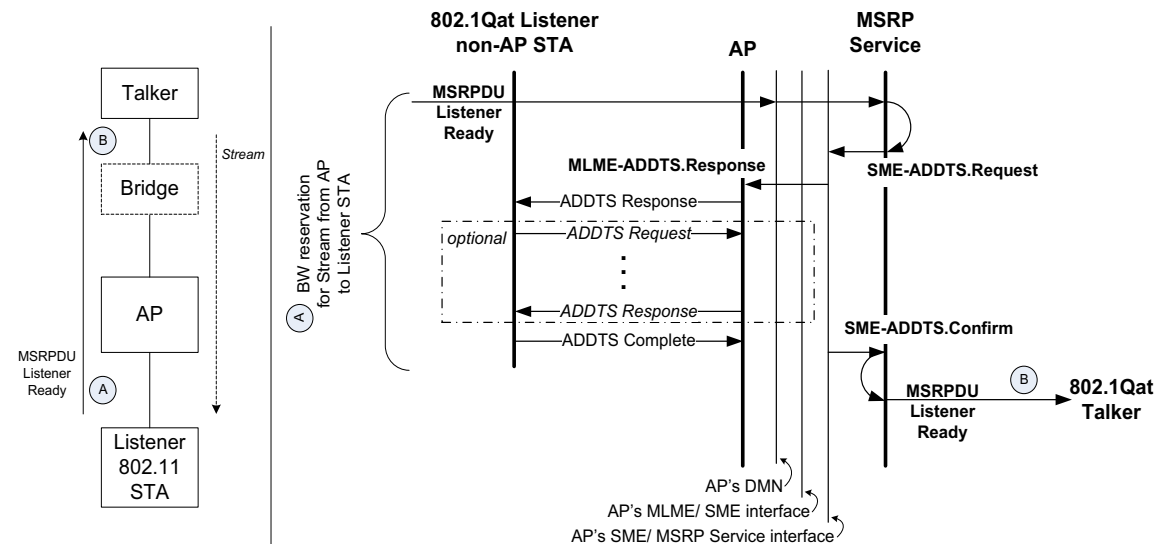 Talker
B
Stream
Bridge
AP
MSRPDU
Listener
Ready
A
Listener
802.11
STA
A
BW reservation
for Stream from AP
to Listener STA
802.1Qat Listener
non-AP STA
AP
MSRP
Service
MSRPDU
Listener
Ready
SME-ADDTS.Request
MLME-ADDTS.Response
ADDTS Response
optional
ADDTS Request
ADDTS Response
ADDTS Complete
SME-ADDTS.Confirm
MSRPDU
Listener
Ready
B
802.1Qat
Talker
AP's DMN
AP's MLME/ SME interface
AP's SME/ MSRP Service interface